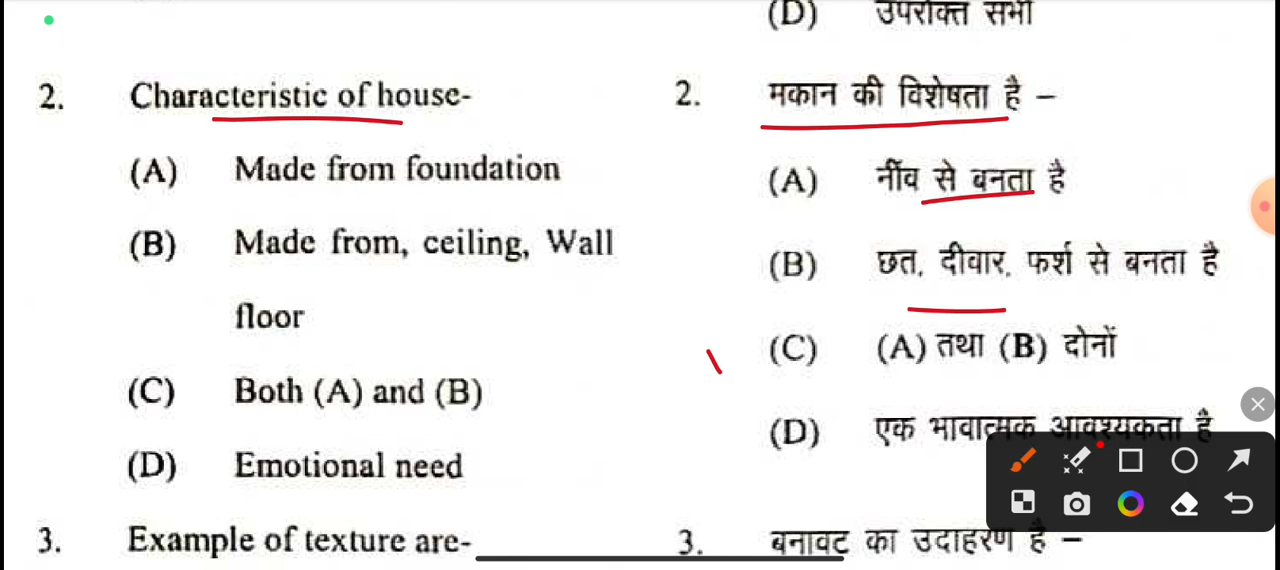 (D) उपरोक्त सभी
2. Characteristic of house-
(A) Made from foundation
(B) Made from, ceiling, Wall
floor
(C) Both (A) and (B)
(D) Emotional need
3. Example of texture are-
2. मकान की विशेषता है –
(A) नींव से बनता है
(B) छत, दीवार, फर्श से बनता है
(C) (A) तथा (B) दोनों
(D) एक भावात्मक आवश्यकता है
3. बनावट का उदाहरण है –